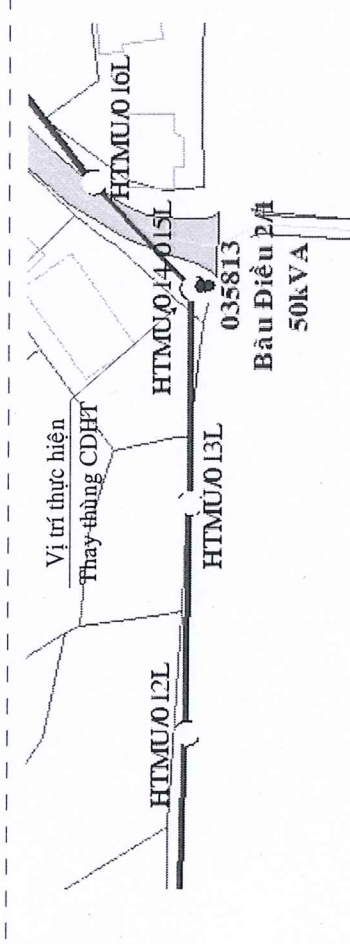 Vị trí thực hiện
Thay thùng CDHT
HTMU/016L
HTMU/014-015L
035813
Bàu Điều 2/1
50kVA
HTMU/013L
HTMU/012L